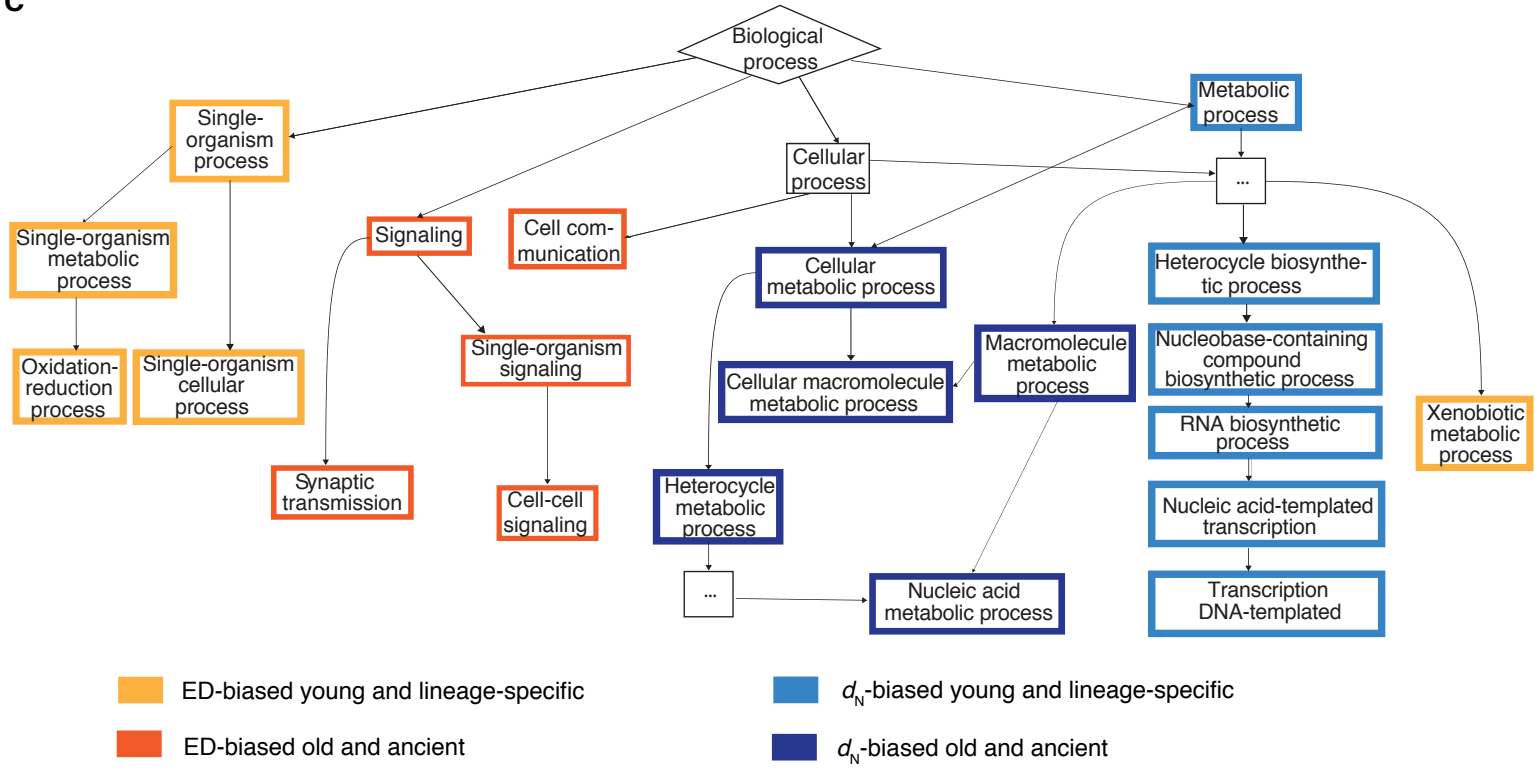 C
Biological
process
Metabolic
process
Single-
organism
process
Cellular
process
...
Single-organism
metabolic
process
Signaling
Cell com-
munication
Cellular
metabolic process
Heterocycle biosynthe-
tic process
Oxidation-
reduction
process
Single-organism
cellular
process
Single-organism
signaling
Cellular macromolecule
metabolic process
Macromolecule
metabolic
process
Nucleobase-containing
compound
biosynthetic process
RNA biosynthetic
process
Xenobiotic
metabolic
process
Synaptic
transmission
Cell-cell
signaling
Heterocycle
metabolic
process
Nucleic acid-templated
transcription
...
Nucleic acid
metabolic process
Transcription
DNA-templated
ED-biased young and lineage-specific
dN-biased young and lineage-specific
ED-biased old and ancient
dN-biased old and ancient